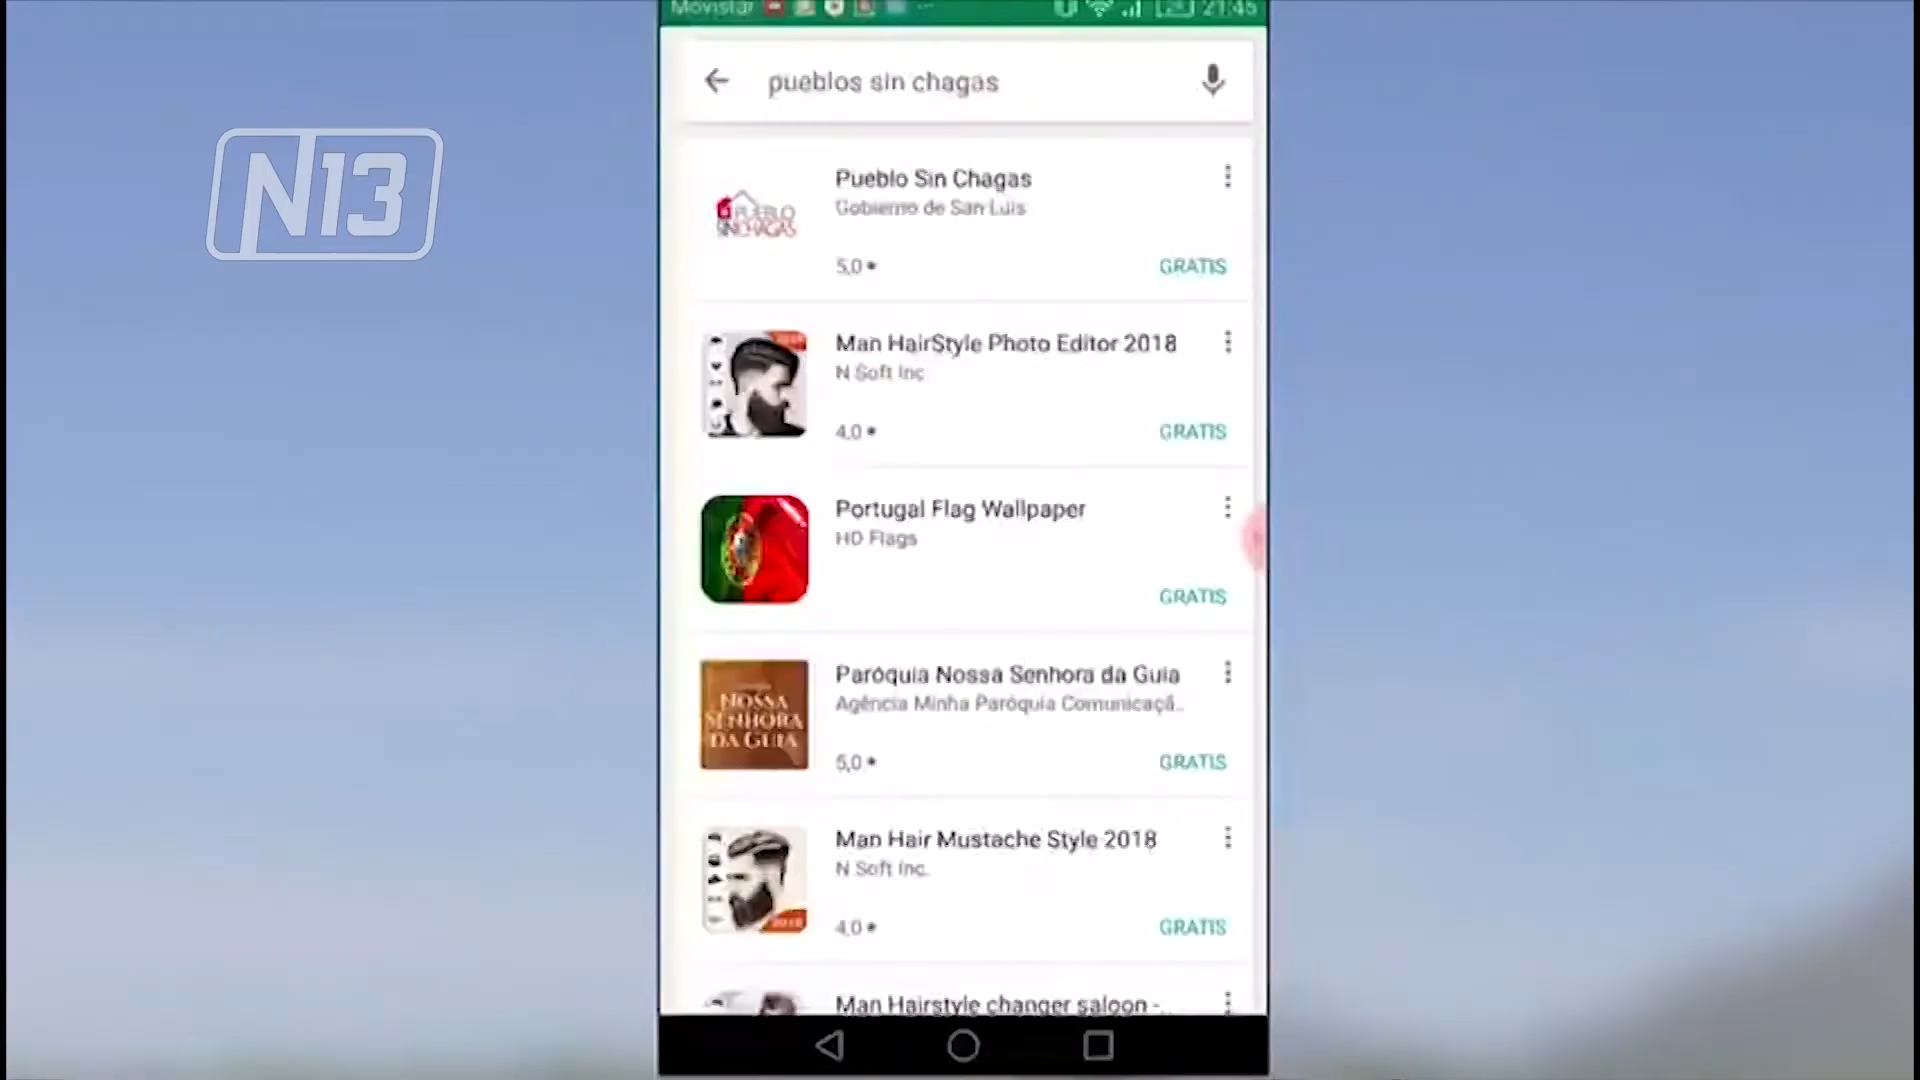 Movistar 21:45
N13
pueblos sin chagas
Pueblo Sin Chagas
Gobierno de San Luis
PUEBLO
SINCHAGAS
5,0
GRATIS
Man HairStyle Photo Editor 2018
N Soft Inc
4,0
GRATIS
Portugal Flag Wallpaper
HD Flags
GRATIS
Paróquia Nossa Senhora da Guia
Agência Minha Paróquia Comunicaçã..
NOSSA
SENHORA
DA GUIA
5,0
GRATIS
Man Hair Mustache Style 2018
N Soft Inc.
2018
4,0
GRATIS
Man Hairstyle changer saloon -..